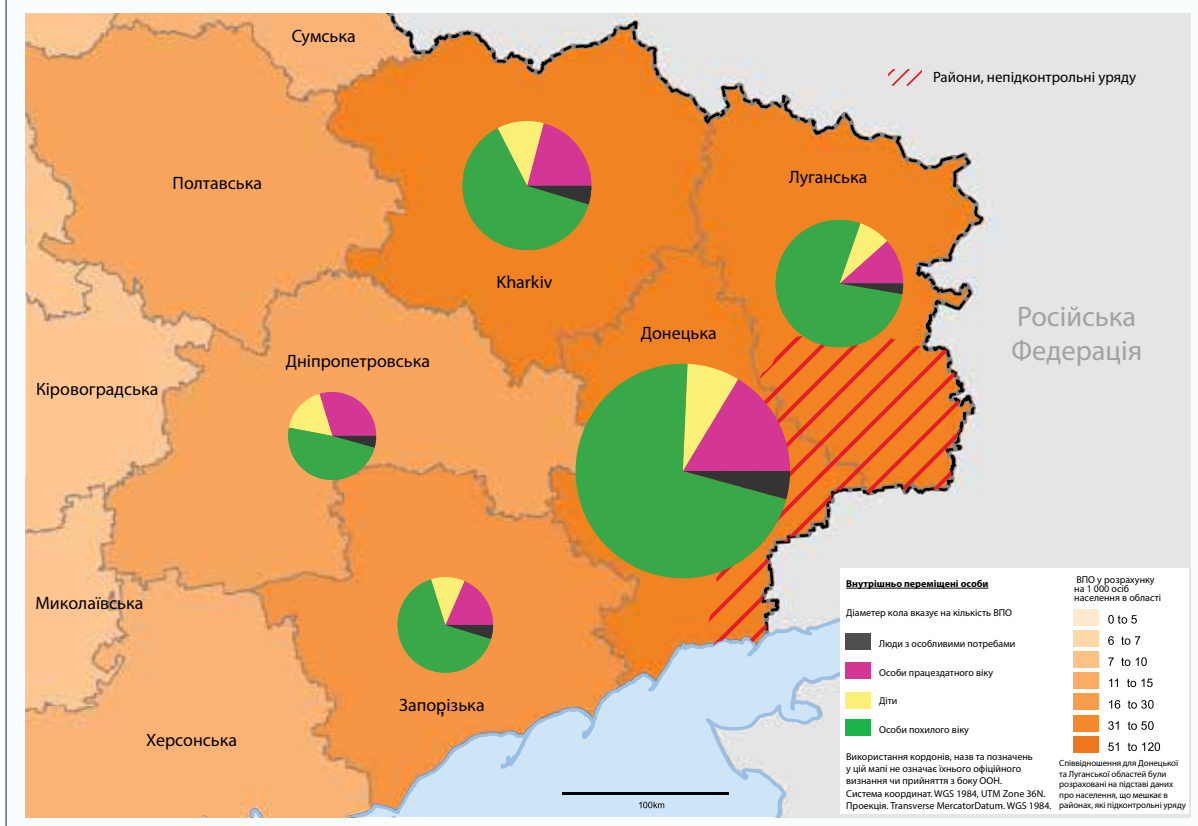 Сумська
Райони, непідконтрольні уряду
Полтавська
Луганська
Kharkiv
Російська
Федерація
Донецька
Дніпропетровська
Кіровоградська
Миколаївська
Запорізька
Херсонська
100km
Внутрішньо переміщені особи
Діаметер кола вказує на кількість ВПО
Люди з особливими потребами
Особи працездатного віку
Діти
Особи похилого віку
Використання кордонів, назв та позначень
у цій мапі не означає їхнього офіційного
визнання чи прийняття з боку ООН.
Система координат. WGS 1984, UTM Zone 36N.
Проекція. Transverse MercatorDatum. WGS 1984.
ВПО у розрахунку
на 1 000 осіб
населення в області
0 to 5
6 to 7
7 to 10
11 to 15
16 to 30
31 to 50
51 to 120
Співвідношення для Донецької
та Луганської областей були
розраховані на підставі даних
про населення, що мешкає в
районах, які підконтрольні уряду